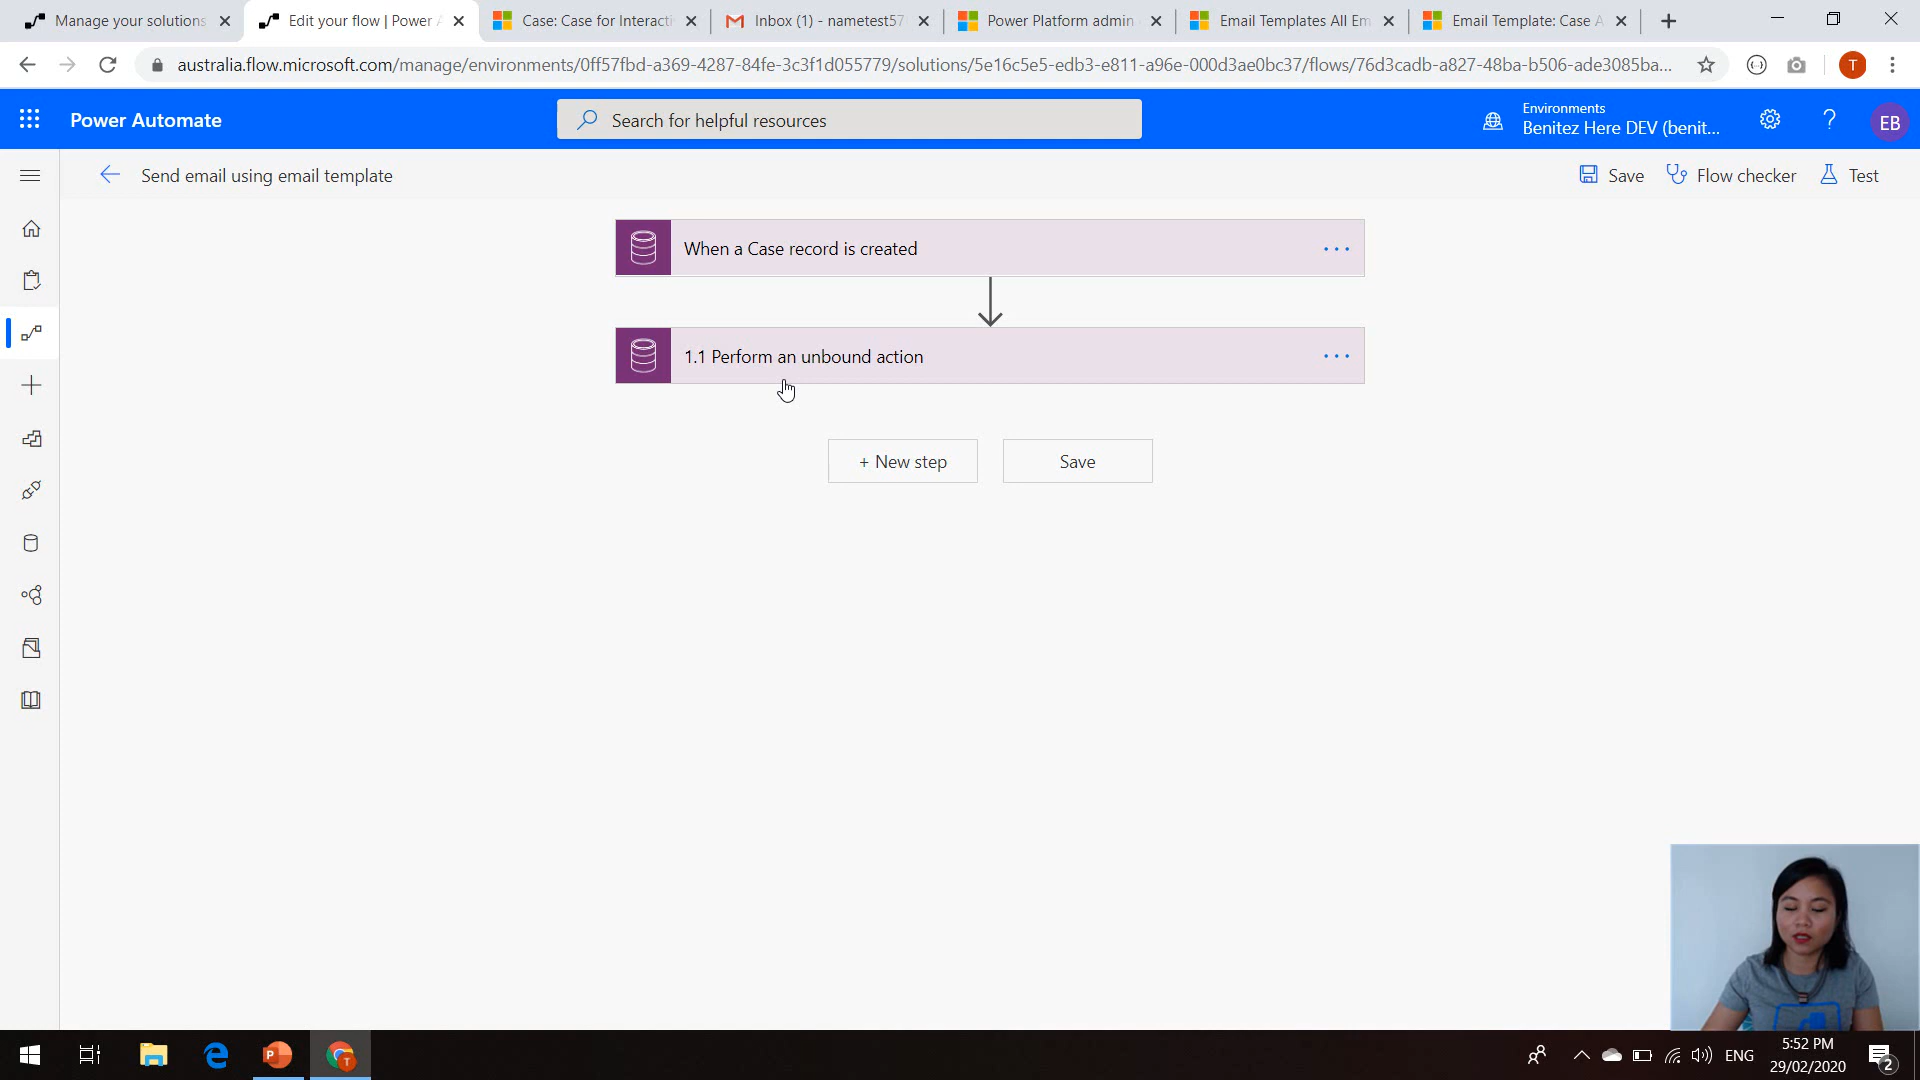 Manage your solutions
Edit your flow | Power A
Case: Case for Interacti
Inbox (1) - nametest57
Power Platform admin
Email Templates All Em
Email Template: Case A
australia.flow.microsoft.com/manage/environments/0ff57fbd-a369-4287-84fe-3c3f1d055779/solutions/5e16c5e5-edb3-e811-a96e-000d3ae0bc37/flows/76d3cadb-a827-48ba-b506-ade3085ba...
T
Power Automate
Search for helpful resources
Environments
Benitez Here DEV (benit...
EB
Send email using email template
Save
Flow checker
Test
When a Case record is created
1.1 Perform an unbound action
+ New step
Save
ENG
5:52 PM
29/02/2020
2